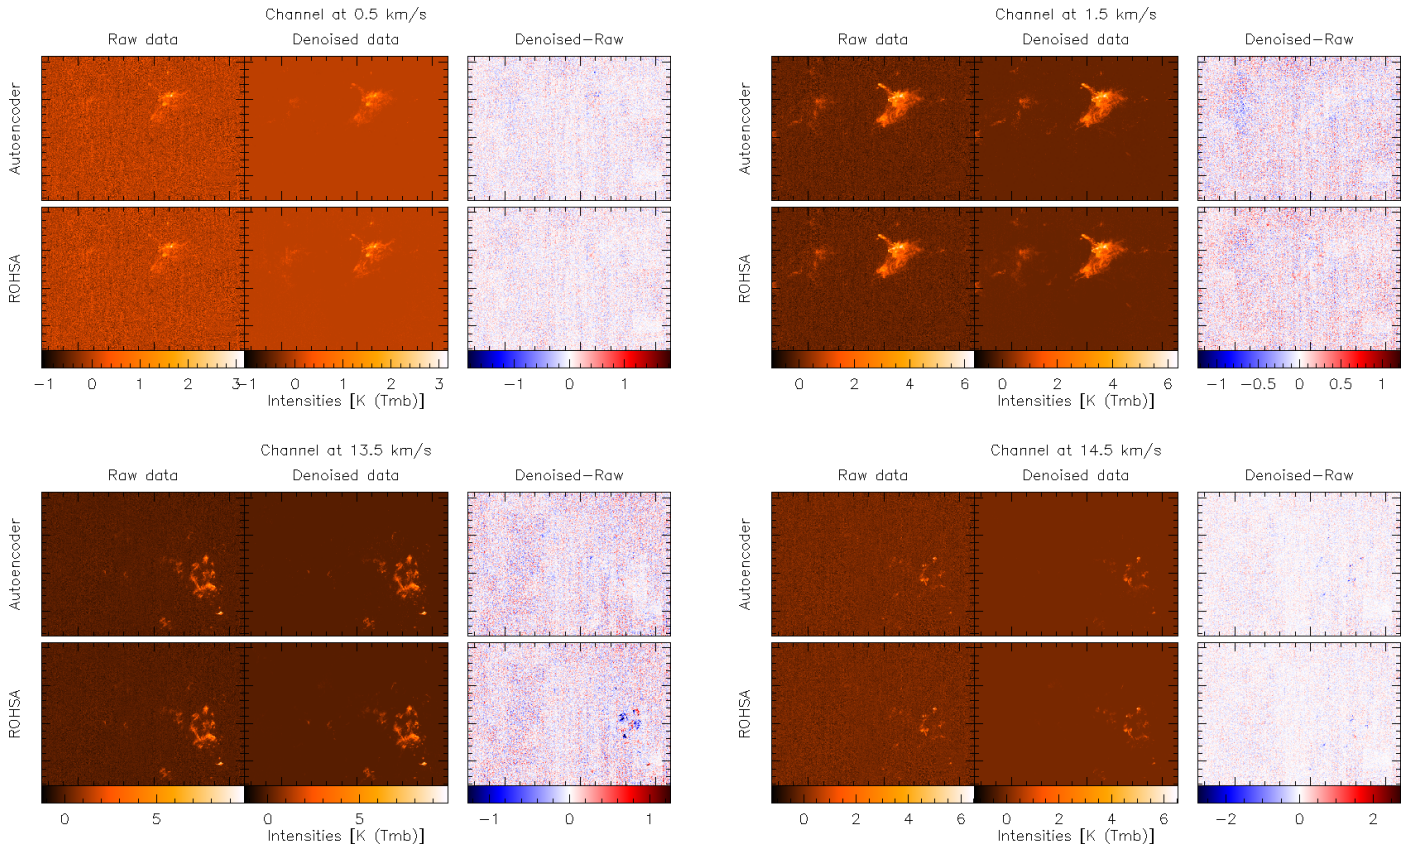 Channel at 0.5 km/s
Raw data Denoised data Denoised−Raw
Autoencoder
ROHSA
−1 0 1 2 3 −1 0 1 2 3 −1 0 1
Intensities [K (Tmb)]
Channel at 1.5 km/s
Raw data Denoised data Denoised−Raw
Autoencoder
ROHSA
0 2 4 6 0 2 4 6 −1 −0.5 0 0.5 1
Intensities [K (Tmb)]
Channel at 13.5 km/s
Raw data Denoised data Denoised−Raw
Autoencoder
ROHSA
0 5 0 5 −1 0 1
Intensities [K (Tmb)]
Channel at 14.5 km/s
Raw data Denoised data Denoised−Raw
Autoencoder
ROHSA
0 2 4 6 0 2 4 6 −2 0 2
Intensities [K (Tmb)]